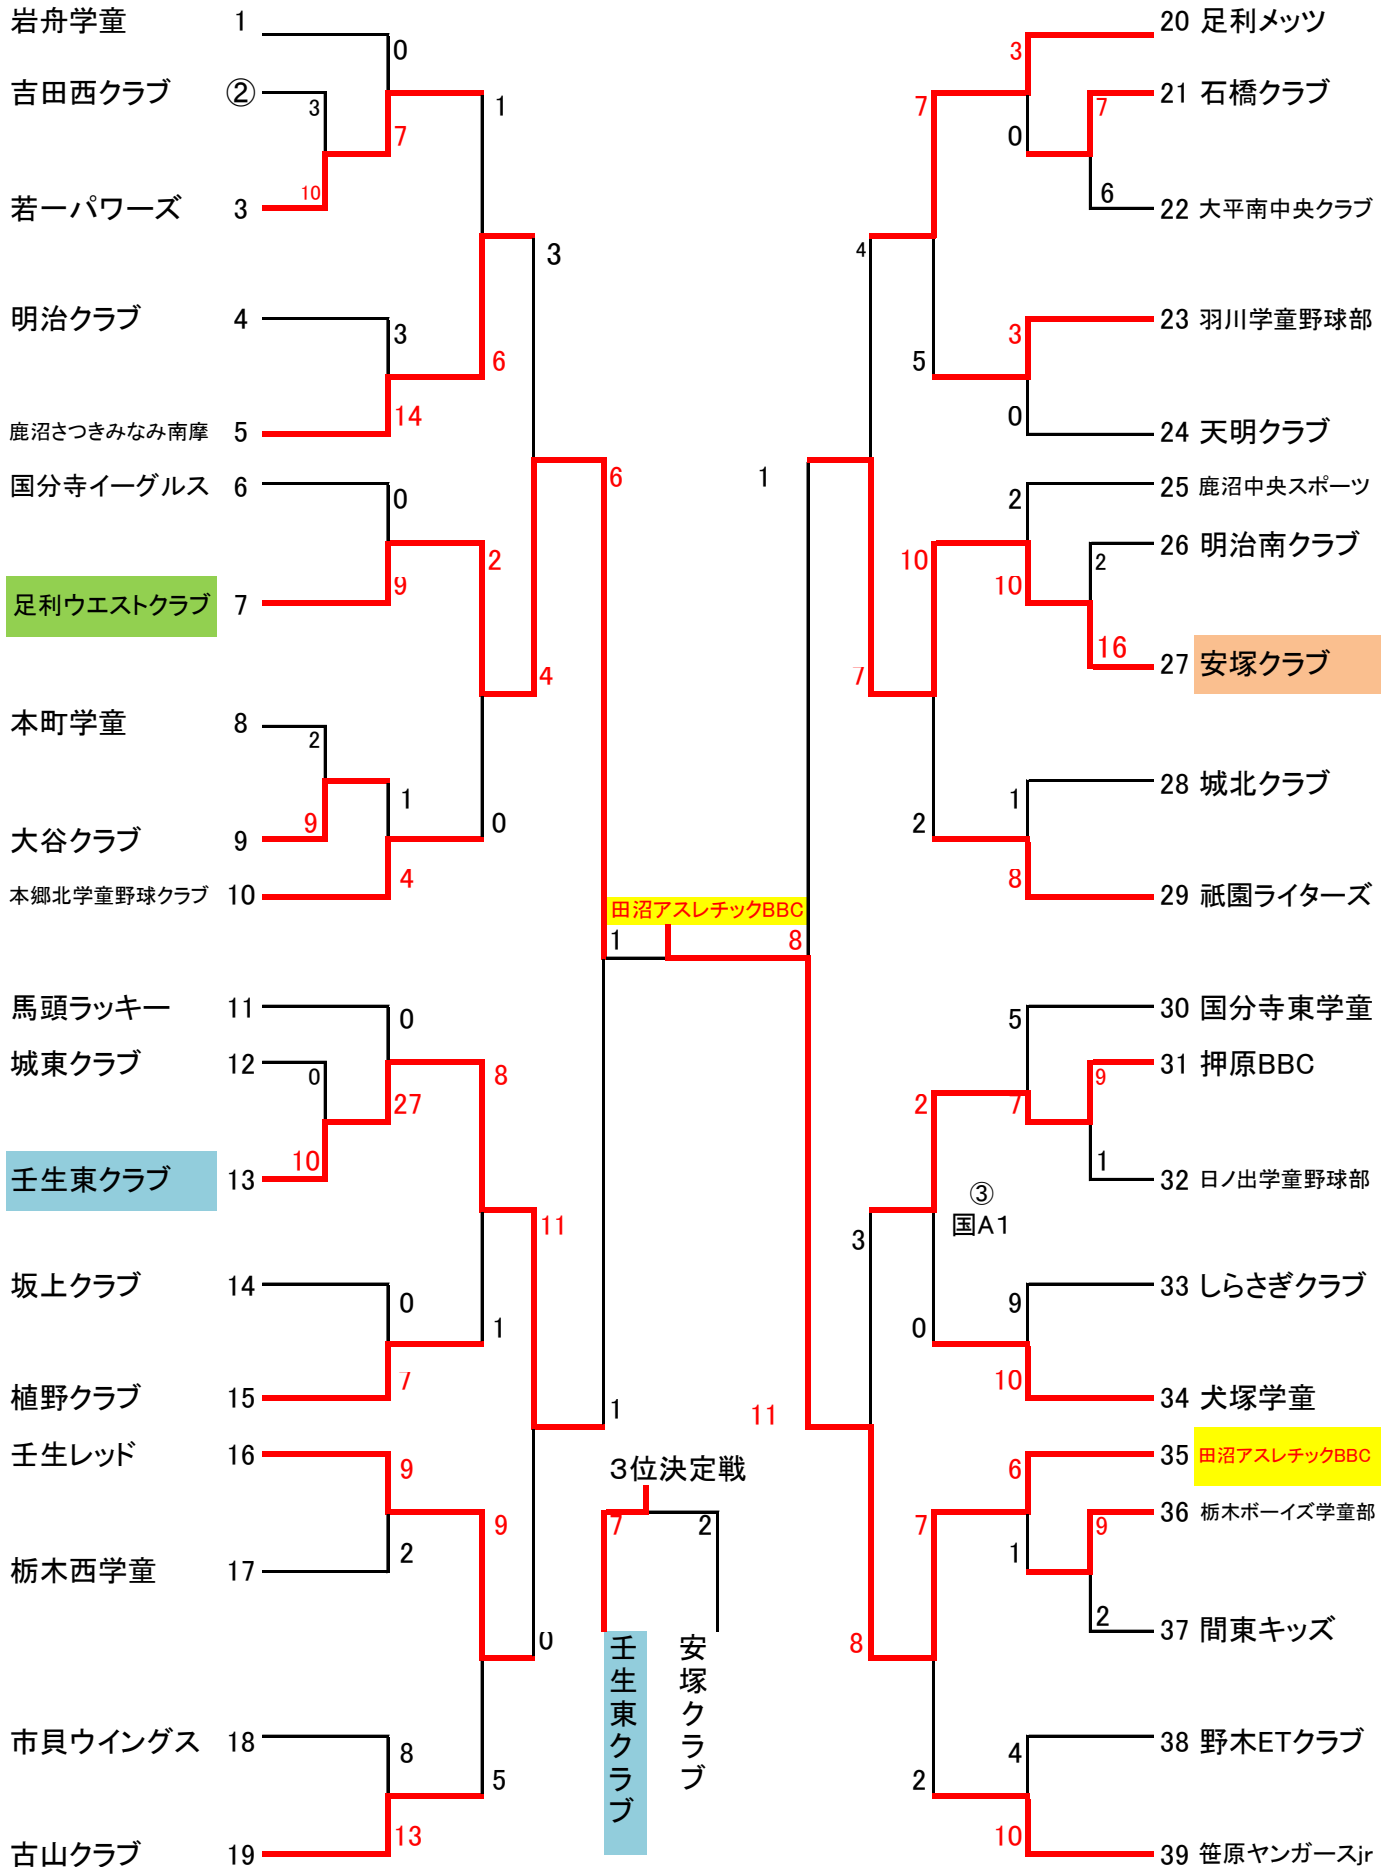 岩舟学童 1
0
吉田西クラブ ②
3
1
7
10
若一パワーズ 3
3
明治クラブ 4
3
6
14
鹿沼さつきみなみ南摩 5
6
国分寺イーグルス 6
0
2
9
足利ウエストクラブ 7
4
本町学童 8
2
1
9
0
大谷クラブ 9
4
本郷北学童野球クラブ 10
田沼アスレチックBBC
1 8
馬頭ラッキー 11
0
城東クラブ 12
0
8
27
10
壬生東クラブ 13
11
坂上クラブ 14
0
1
7
植野クラブ 15
1
壬生レッド 16
9
9
2
栃木西学童 17
0
市貝ウイングス 18
8
5
13
古山クラブ 19
3位決定戦
7 2
壬生東クラブ
安塚クラブ
20 足利メッツ
3
7
21 石橋クラブ
7
0
6
22 大平南中央クラブ
4
23 羽川学童野球部
3
5
0
24 天明クラブ
1
25 鹿沼中央スポーツ
2
26 明治南クラブ
2
10
10
16
27 安塚クラブ
7
28 城北クラブ
1
2
8
29 祇園ライターズ
30 国分寺東学童
5
31 押原BBC
9
2
7
1
32 日ノ出学童野球部
③
国A1
3
33 しらさぎクラブ
9
0
10
34 犬塚学童
11
35 田沼アスレチックBBC
6
36 栃木ボーイズ学童部
9
7
1
2
37 間東キッズ
8
38 野木ETクラブ
4
2
10
39 笹原ヤンガースjr